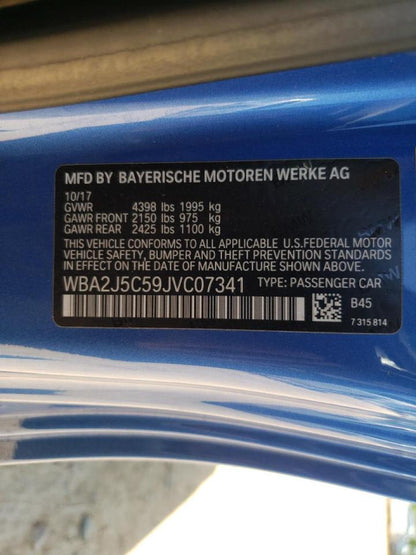 MFD BY BAYERISCHE MOTOREN WERKE AG
10/17
GVWR 4398 lbs 1995 kg
GAWR FRONT 2150 lbs 975 kg
GAWR REAR 2425 lbs 1100 kg
THIS VEHICLE CONFORMS TO ALL APPLICABLE U.S.FEDERAL MOTOR
VEHICLE SAFETY, BUMPER AND THEFT PREVENTION STANDARDS
IN EFFECT ON THE DATE OF MANUFACTURE SHOWN ABOVE.
WBA2J5C59JVC07341 TYPE: PASSENGER CAR
B45
7 315 814